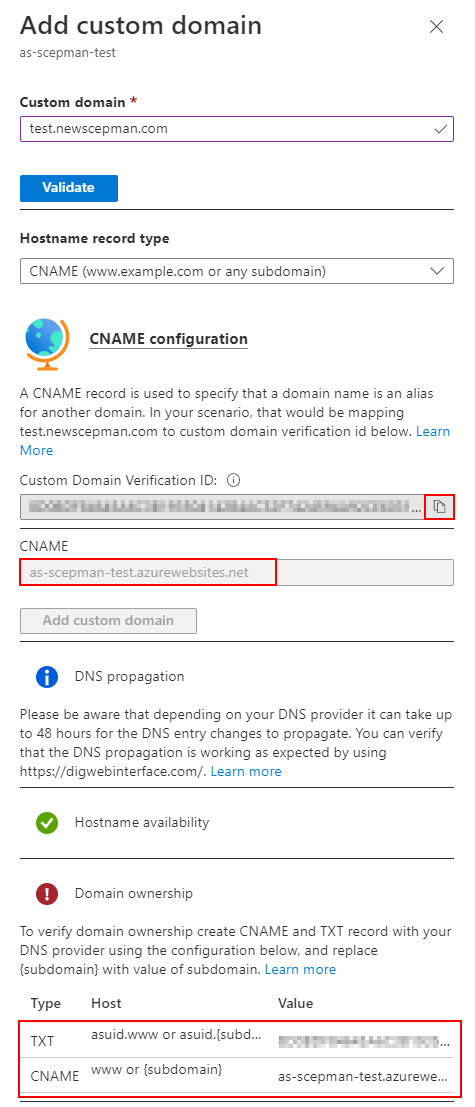 Add custom domain
as-scepman-test
Custom domain *
test.newscepman.com
Validate
Hostname record type
CNAME (www.example.com or any subdomain)
CNAME configuration
A CNAME record is used to specify that a domain name is an alias
for another domain. In your scenario, that would be mapping
test.newscepman.com to custom domain verification id below. Learn
More
Custom Domain Verification ID:
...
CNAME
as-scepman-test.azurewebsites.net
Add custom domain
DNS propagation
Please be aware that depending on your DNS provider it can take up
to 48 hours for the DNS entry changes to propagate. You can verify
that the DNS propagation is working as expected by using
https://digwebinterface.com/. Learn more
Hostname availability
Domain ownership
To verify domain ownership create CNAME and TXT record with your
DNS provider using the configuration below, and replace
{subdomain} with value of subdomain. Learn more
Type Host Value
TXT asuid.www or asuid.{subd... ...
CNAME www or {subdomain} as-scepman-test.azurewe...